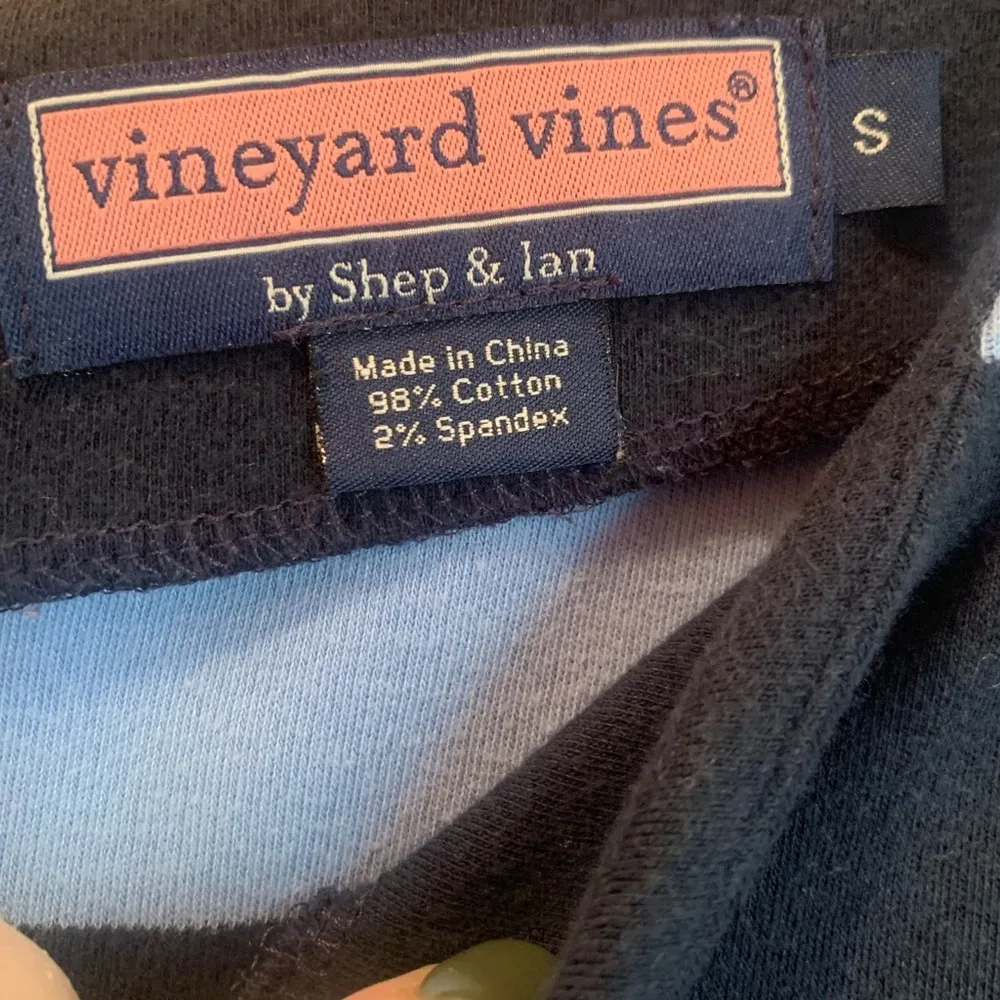 vineyard vines®
S
by Shep & Ian
Made in China
98% Cotton
2% Spandex